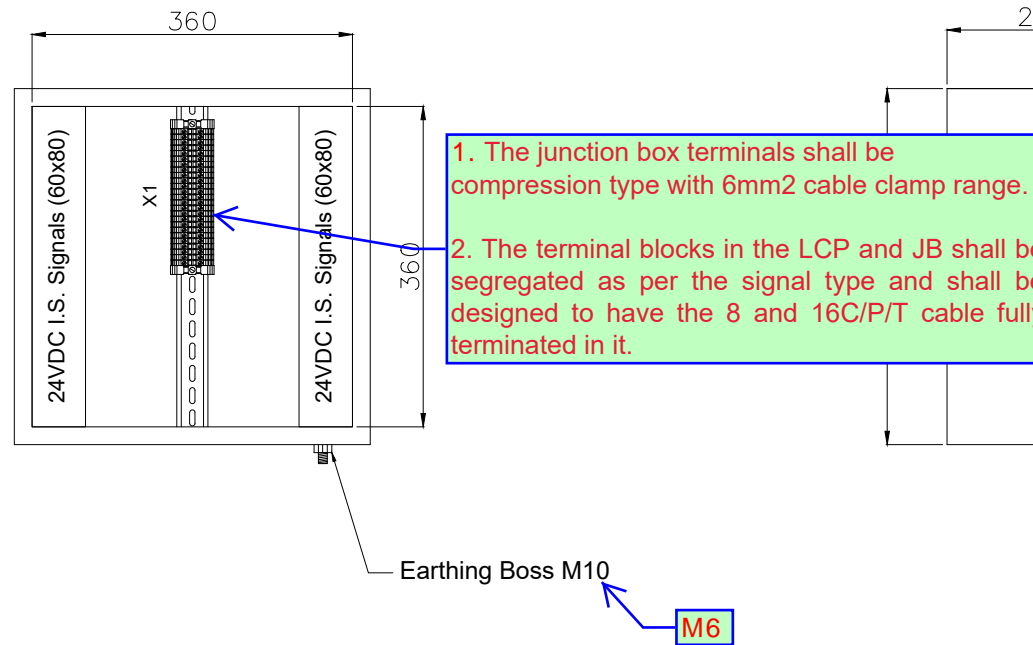 360
2
24VDC I.S. Signals (60x80)
X1
24VDC I.S. Signals (60x80)
360
1. The junction box terminals shall be
compression type with 6mm2 cable clamp range.
2. The terminal blocks in the LCP and JB shall be
segregated as per the signal type and shall be
designed to have the 8 and 16C/P/T cable fully
terminated in it.
Earthing Boss M10
M6